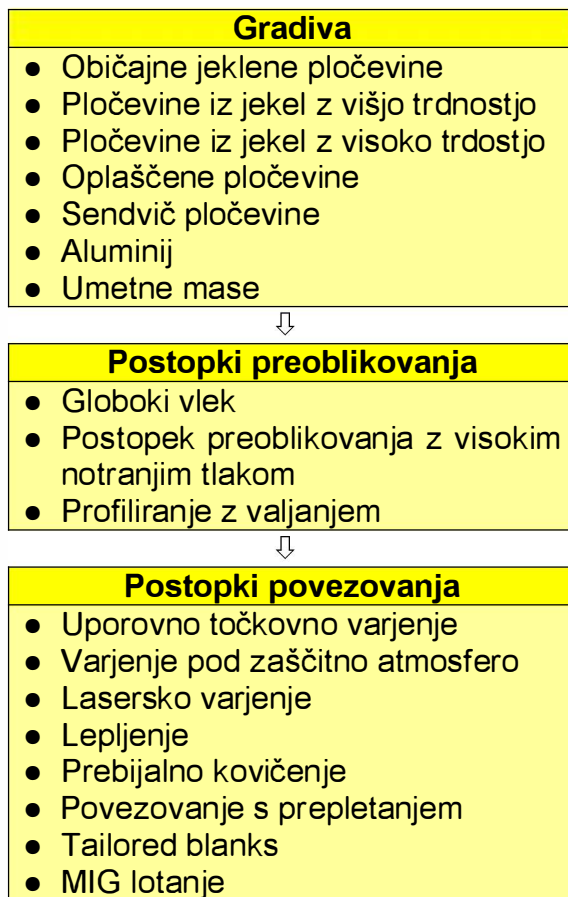 Gradiva
● Običajne jeklene pločevine
● Pločevine iz jekel z višjo trdnostjo
● Pločevine iz jekel z visoko trdostjo
● Oplaščene pločevine
● Sendvič pločevine
● Aluminij
● Umetne mase
⇩
Postopki preoblikovanja
● Globoki vlek
● Postopek preoblikovanja z visokim
notranjim tlakom
● Profiliranje z valjanjem
⇩
Postopki povezovanja
● Uporovno točkovno varjenje
● Varjenje pod zaščitno atmosfero
● Lasersko varjenje
● Lepljenje
● Prebijalno kovičenje
● Povezovanje s prepletanjem
● Tailored blanks
● MIG lotanje